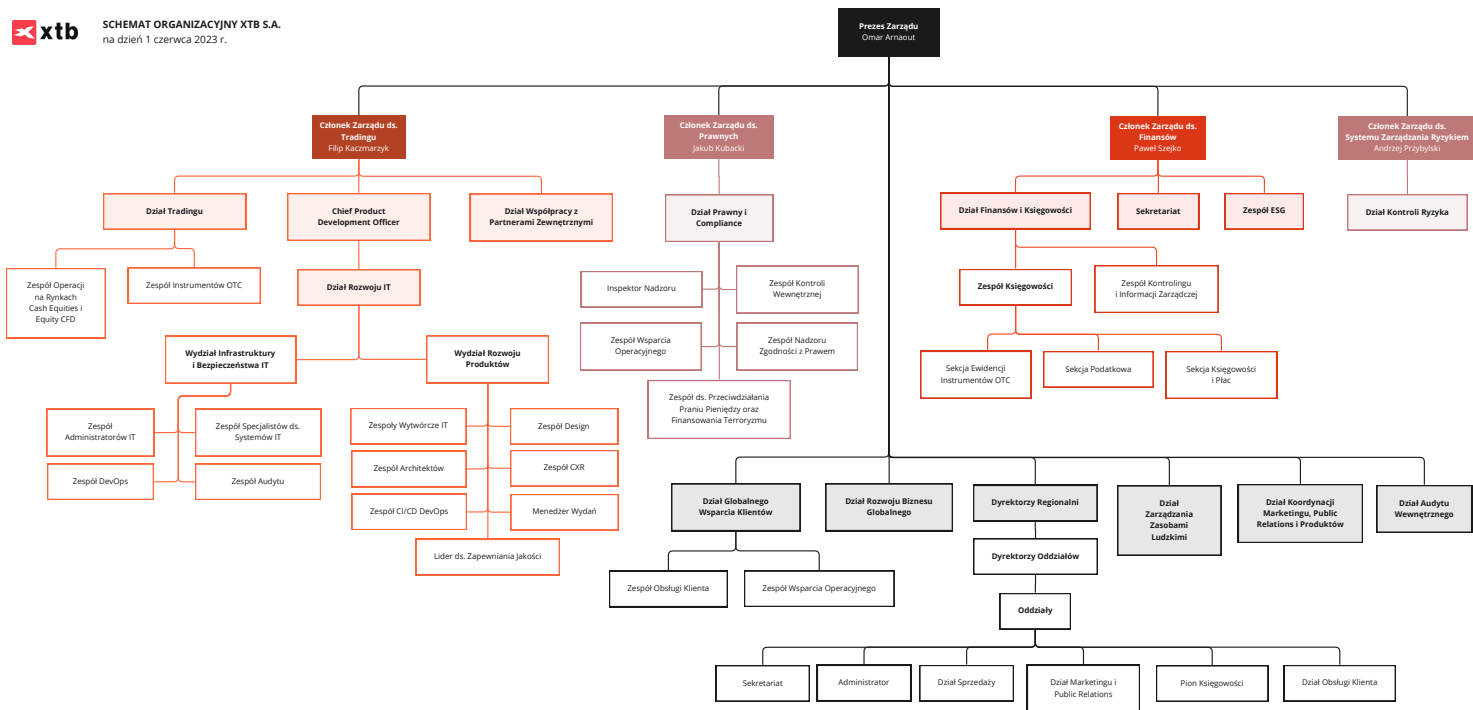 xtb
SCHEMAT ORGANIZACYJNY XTB S.A.
na dzień 1 czerwca 2023 r.
Prezes Zarządu
Omar Arnaout
Członek Zarządu ds.
Tradingu
Filip Kaczmarzyk
Członek Zarządu ds.
Prawnych
Jakub Kubacki
Członek Zarządu ds.
Finansów
Paweł Szejko
Członek Zarządu ds.
Systemu Zarządzania Ryzykiem
Andrzej Przybylski
Dział Tradingu
Chief Product
Development Officer
Dział Współpracy z
Partnerami Zewnętrznymi
Dział Prawny i
Compliance
Dział Finansów i Księgowości
Sekretariat
Zespół ESG
Dział Kontroli Ryzyka
Zespół Operacji
na Rynkach
Cash Equities i
Equity CFD
Zespół Instrumentów OTC
Dział Rozwoju IT
Inspektor Nadzoru
Zespół Kontroli
Wewnętrznej
Zespół Księgowości
Zespół Kontrolingu
i Informacji Zarządczej
Wydział Infrastruktury
i Bezpieczeństwa IT
Wydział Rozwoju
Produktów
Zespół Wsparcia
Operacyjnego
Zespół Nadzoru
Zgodności z Prawem
Sekcja Ewidencji
Instrumentów OTC
Sekcja Podatkowa
Sekcja Księgowości
i Płac
Zespół ds. Przeciwdziałania
Praniu Pieniędzy oraz
Finansowania Terroryzmu
Zespół
Administratorów IT
Zespół Specjalistów ds.
Systemów IT
Zespoły Wytwórcze IT
Zespół Design
Zespół DevOps
Zespół Audytu
Zespół Architektów
Zespół CXR
Zespół CI/CD DevOps
Menedżer Wydań
Lider ds. Zapewniania Jakości
Dział Globalnego
Wsparcia Klientów
Dział Rozwoju Biznesu
Globalnego
Dyrektorzy Regionalni
Dział
Zarządzania
Zasobami
Ludzkimi
Dział Koordynacji
Marketingu, Public
Relations i Produktów
Dział Audytu
Wewnętrznego
Zespół Obsługi Klienta
Zespół Wsparcia Operacyjnego
Dyrektorzy Oddziałów
Oddziały
Sekretariat
Administrator
Dział Sprzedaży
Dział Marketingu i
Public Relations
Pion Księgowości
Dział Obsługi Klienta